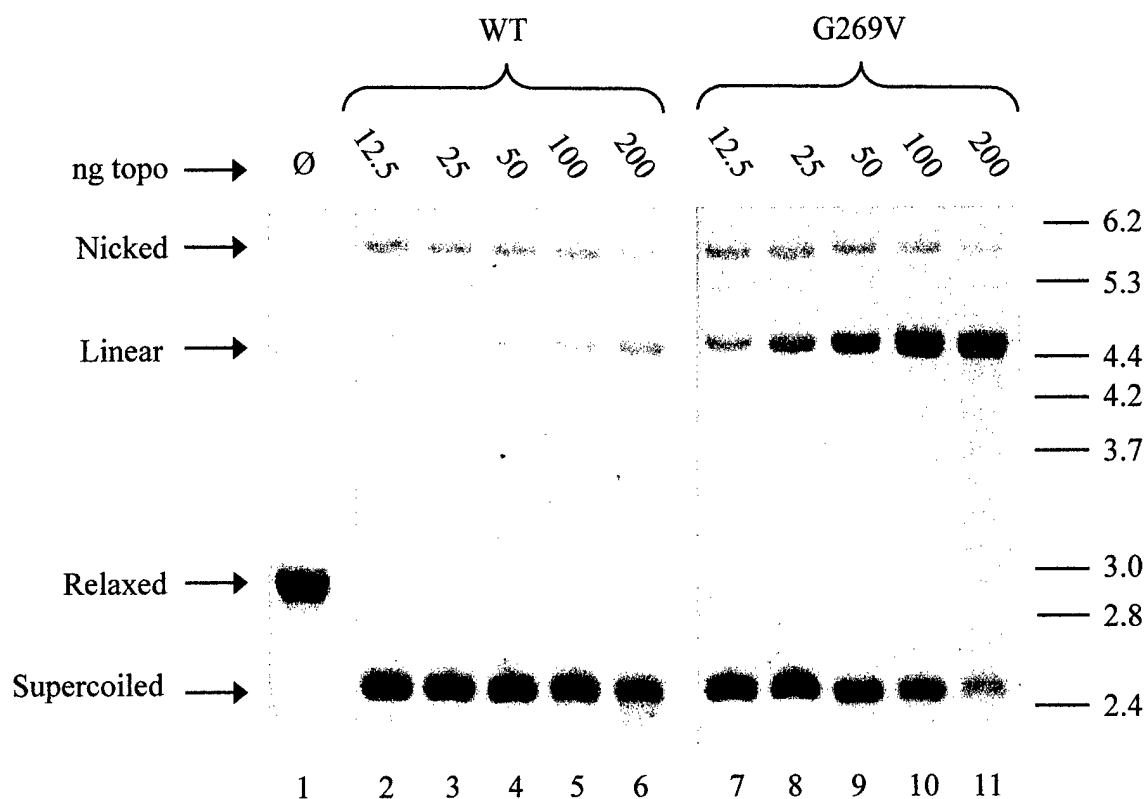 WT G269V
ng topo Ø 12.5 25 50 100 200 12.5 25 50 100 200
Nicked 6.2
5.3
Linear 4.4
4.2
3.7
Relaxed 3.0
2.8
Supercoiled 2.4
1 2 3 4 5 6 7 8 9 10 11